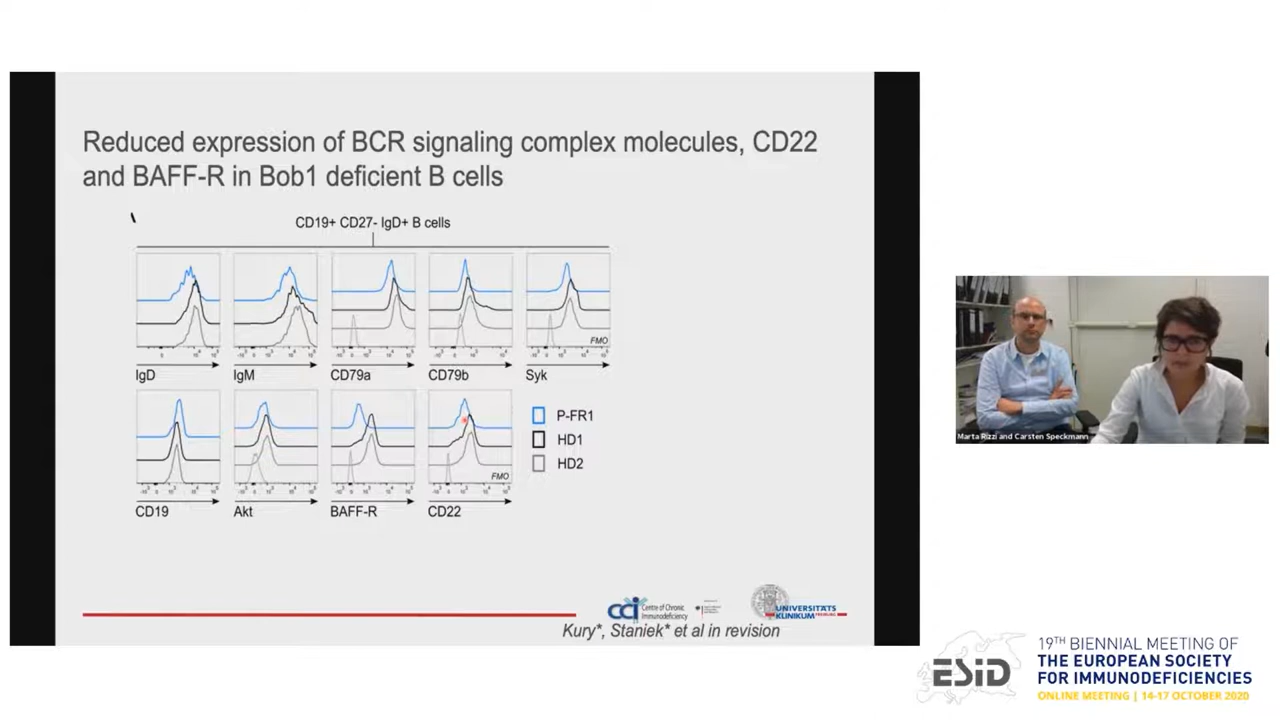 Reduced expression of BCR signaling complex molecules, CD22
and BAFF-R in Bob1 deficient B cells
CD19+ CD27- IgD+ B cells
FMO
IgD
IgM
CD79a
CD79b
Syk
P-FR1
HD1
HD2
FMO
CD19
Akt
BAFF-R
CD22
cci Centre of Chronic
Immunodeficiency
UNIVERSITÄTS
KLINIKUM FREIBURG
Kury*, Staniek* et al in revision
Marta Rizzi and Carsten Speckmann
ESID
19TH BIENNIAL MEETING OF
THE EUROPEAN SOCIETY
FOR IMMUNODEFICIENCIES
ONLINE MEETING | 14-17 OCTOBER 2020